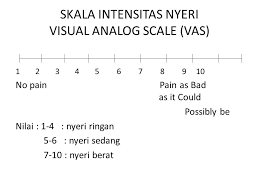 SKALA INTENSITAS NYERI
VISUAL ANALOG SCALE (VAS)
1 2 3 4 5 6 7 8 9 10
No pain Pain as Bad
as it Could
Possibly be
Nilai : 1-4 : nyeri ringan
5-6 : nyeri sedang
7-10 : nyeri berat